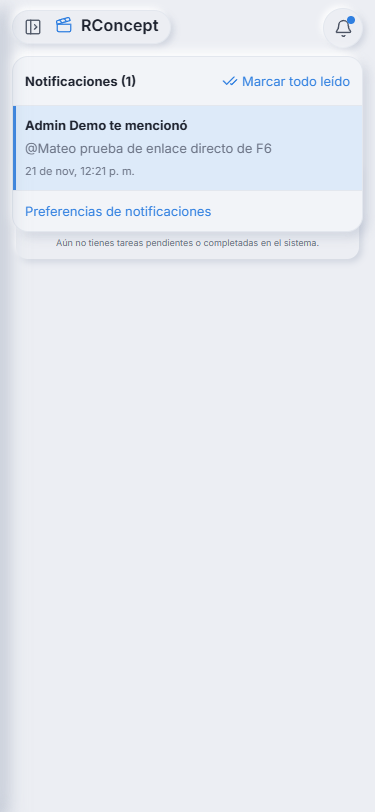 RConcept
Notificaciones (1)
Marcar todo leído
Admin Demo te mencionó
@Mateo prueba de enlace directo de F6
21 de nov, 12:21 p. m.
Preferencias de notificaciones
Aún no tienes tareas pendientes o completadas en el sistema.